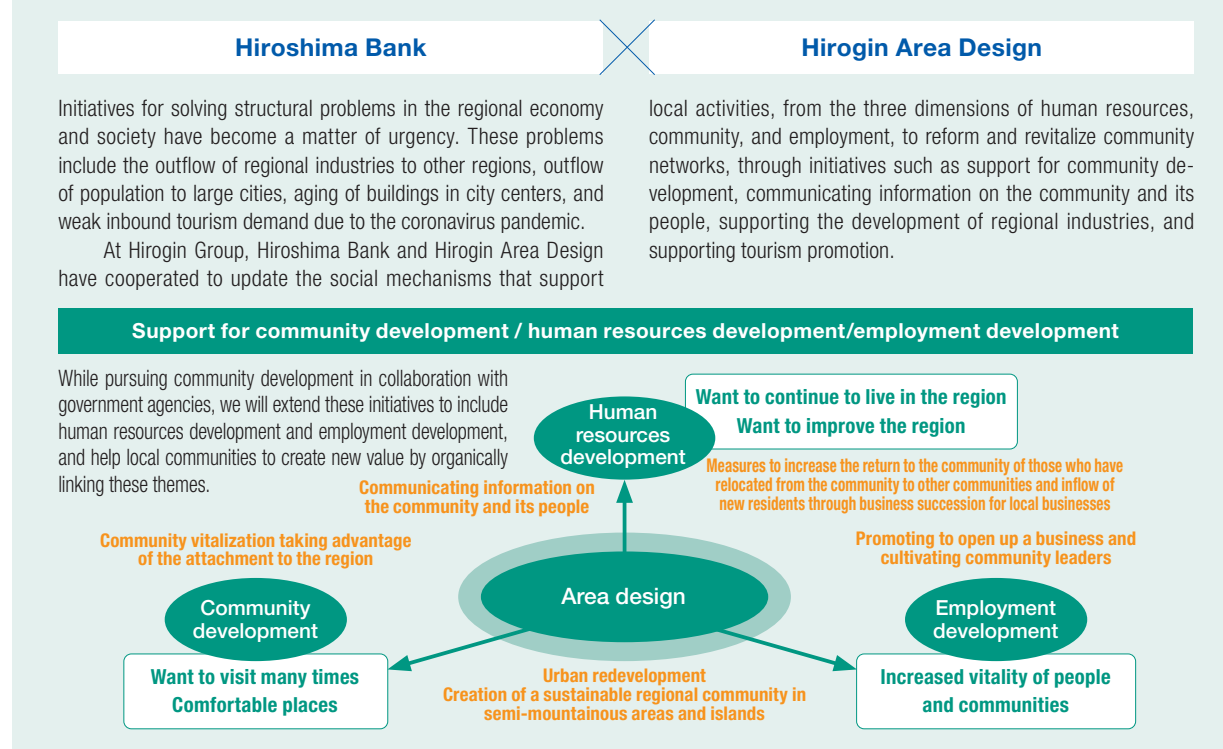 Hiroshima Bank
Hirogin Area Design
Initiatives for solving structural problems in the regional economy
and society have become a matter of urgency. These problems
include the outflow of regional industries to other regions, outflow
of population to large cities, aging of buildings in city centers, and
weak inbound tourism demand due to the coronavirus pandemic.
At Hirogin Group, Hiroshima Bank and Hirogin Area Design
have cooperated to update the social mechanisms that support
local activities, from the three dimensions of human resources,
community, and employment, to reform and revitalize community
networks, through initiatives such as support for community de-
velopment, communicating information on the community and its
people, supporting the development of regional industries, and
supporting tourism promotion.
Support for community development / human resources development/employment development
While pursuing community development in collaboration with
government agencies, we will extend these initiatives to include
human resources development and employment development,
and help local communities to create new value by organically
linking these themes.
Human
resources
development
Want to continue to live in the region
Want to improve the region
Communicating information on
the community and its people
Measures to increase the return to the community of those who have
relocated from the community to other communities and inflow of
new residents through business succession for local businesses
Community vitalization taking advantage
of the attachment to the region
Promoting to open up a business and
cultivating community leaders
Community
development
Area design
Employment
development
Want to visit many times
Comfortable places
Urban redevelopment
Creation of a sustainable regional community in
semi-mountainous areas and islands
Increased vitality of people
and communities